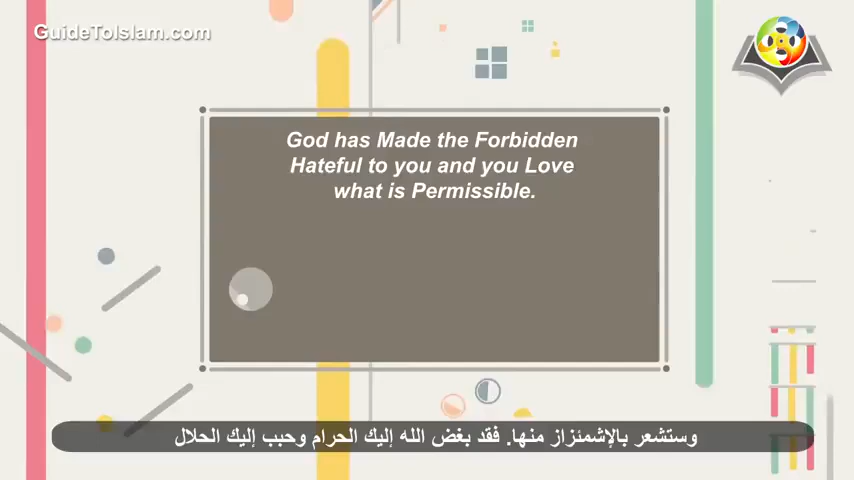 GuideToIslam.com
God has Made the Forbidden
Hateful to you and you Love
what is Permissible.
وستشعر بالإشمئزاز منها. فقد بغض الله إليك الحرام وحبب إليك الحلال